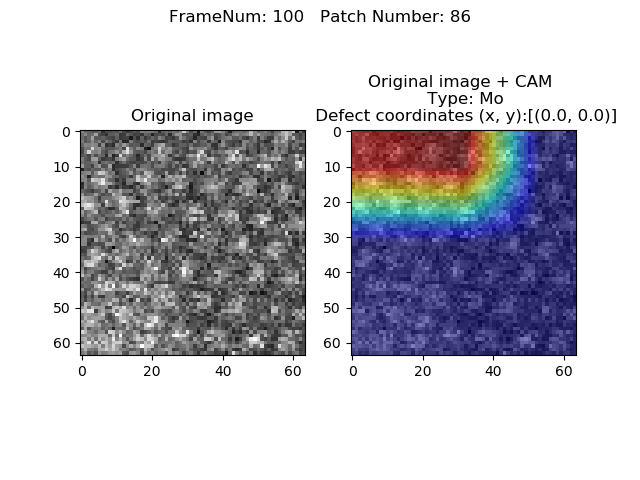 FrameNum: 100   Patch Number: 86
Original image
Original image + CAM
Type: Mo
Defect coordinates (x, y):[(0.0, 0.0)]
0
10
20
30
40
50
60
0 20 40 60
0
10
20
30
40
50
60
0 20 40 60